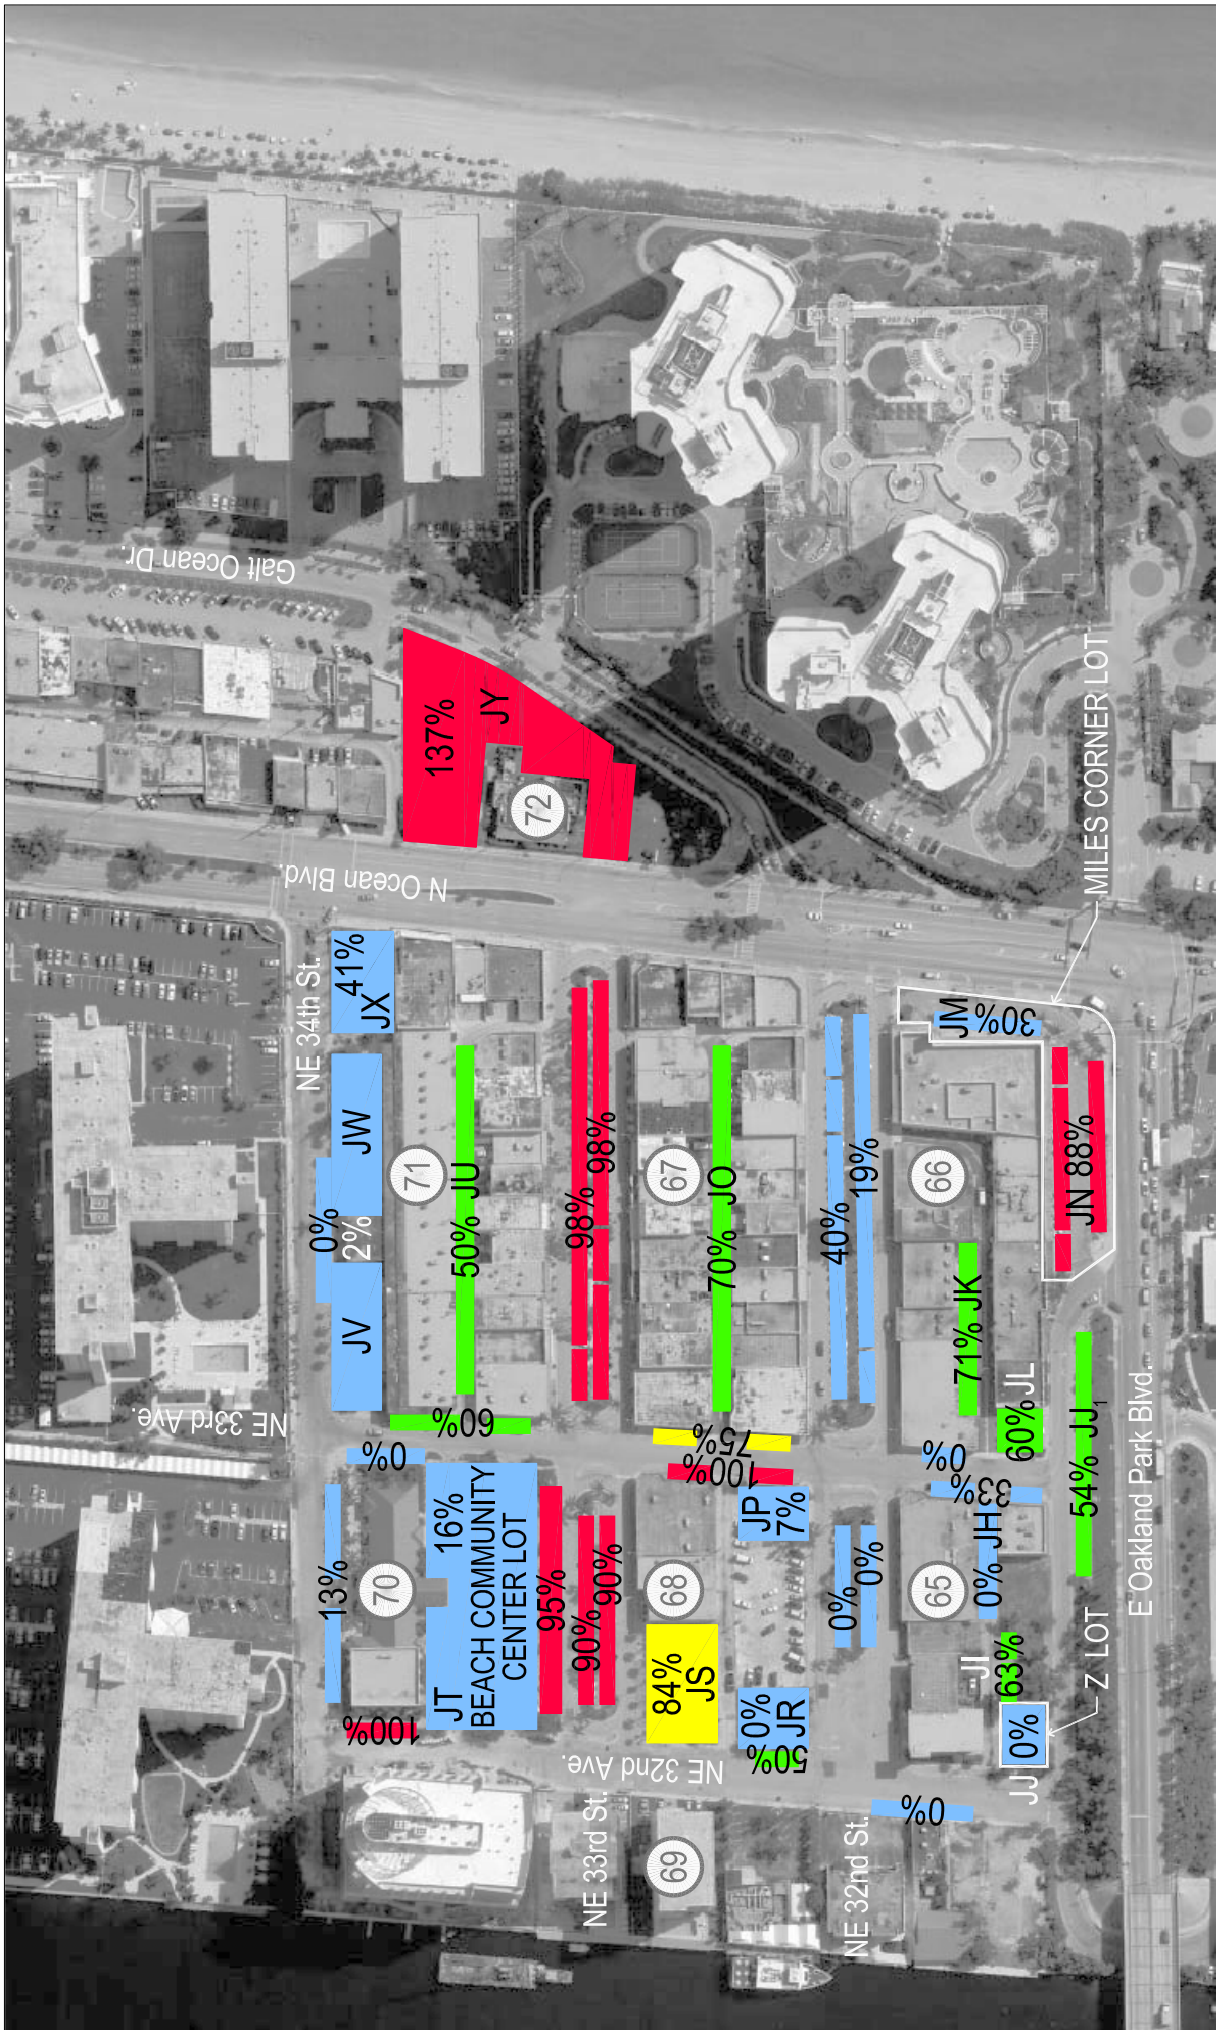 Galt Ocean Dr.
137%
JY
72
N Ocean Blvd.
MILES CORNER LOT
NE 34th St.
41%
JX
JW
0%
2%
JV
71
50% JU
98%
98%
67
70% JO
40%
19%
66
JM
30%
JN 88%
71% JK
60% JL
54% JJ1
E Oakland Park Blvd.
NE 33rd Ave.
60%
0%
75%
100%
0%
33%
13%
70
16%
JT
BEACH COMMUNITY
CENTER LOT
95%
90%
90%
68
JP
7%
0%
0%
65
0% JH
JI
63%
Z LOT
100%
84%
JS
0%
JR
50%
NE 32nd Ave.
JJ
0%
0%
NE 33rd St.
69
NE 32nd St.